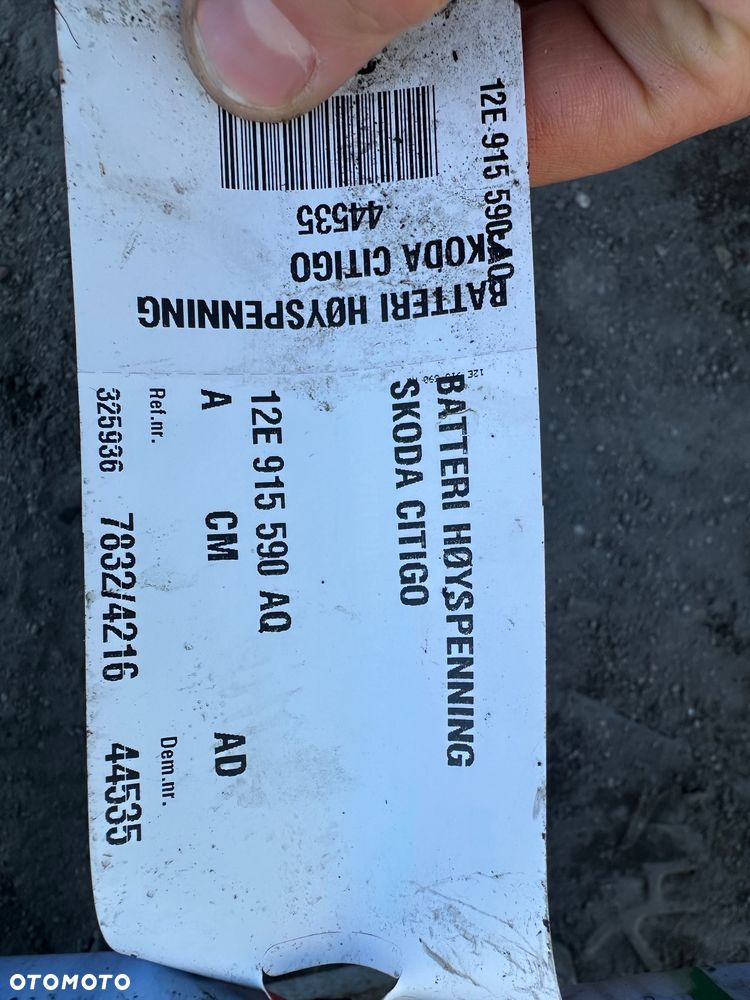 12E 915 590 AQ
44535
SKODA CITIGO
BATTERI HØYSPENNING
BATTERI HØYSPENNING
SKODA CITIGO
12E 915 590 AQ
A CM AD
Ref.nr. Dem.nr.
325936 7832/4216 44535
OTOMOTO